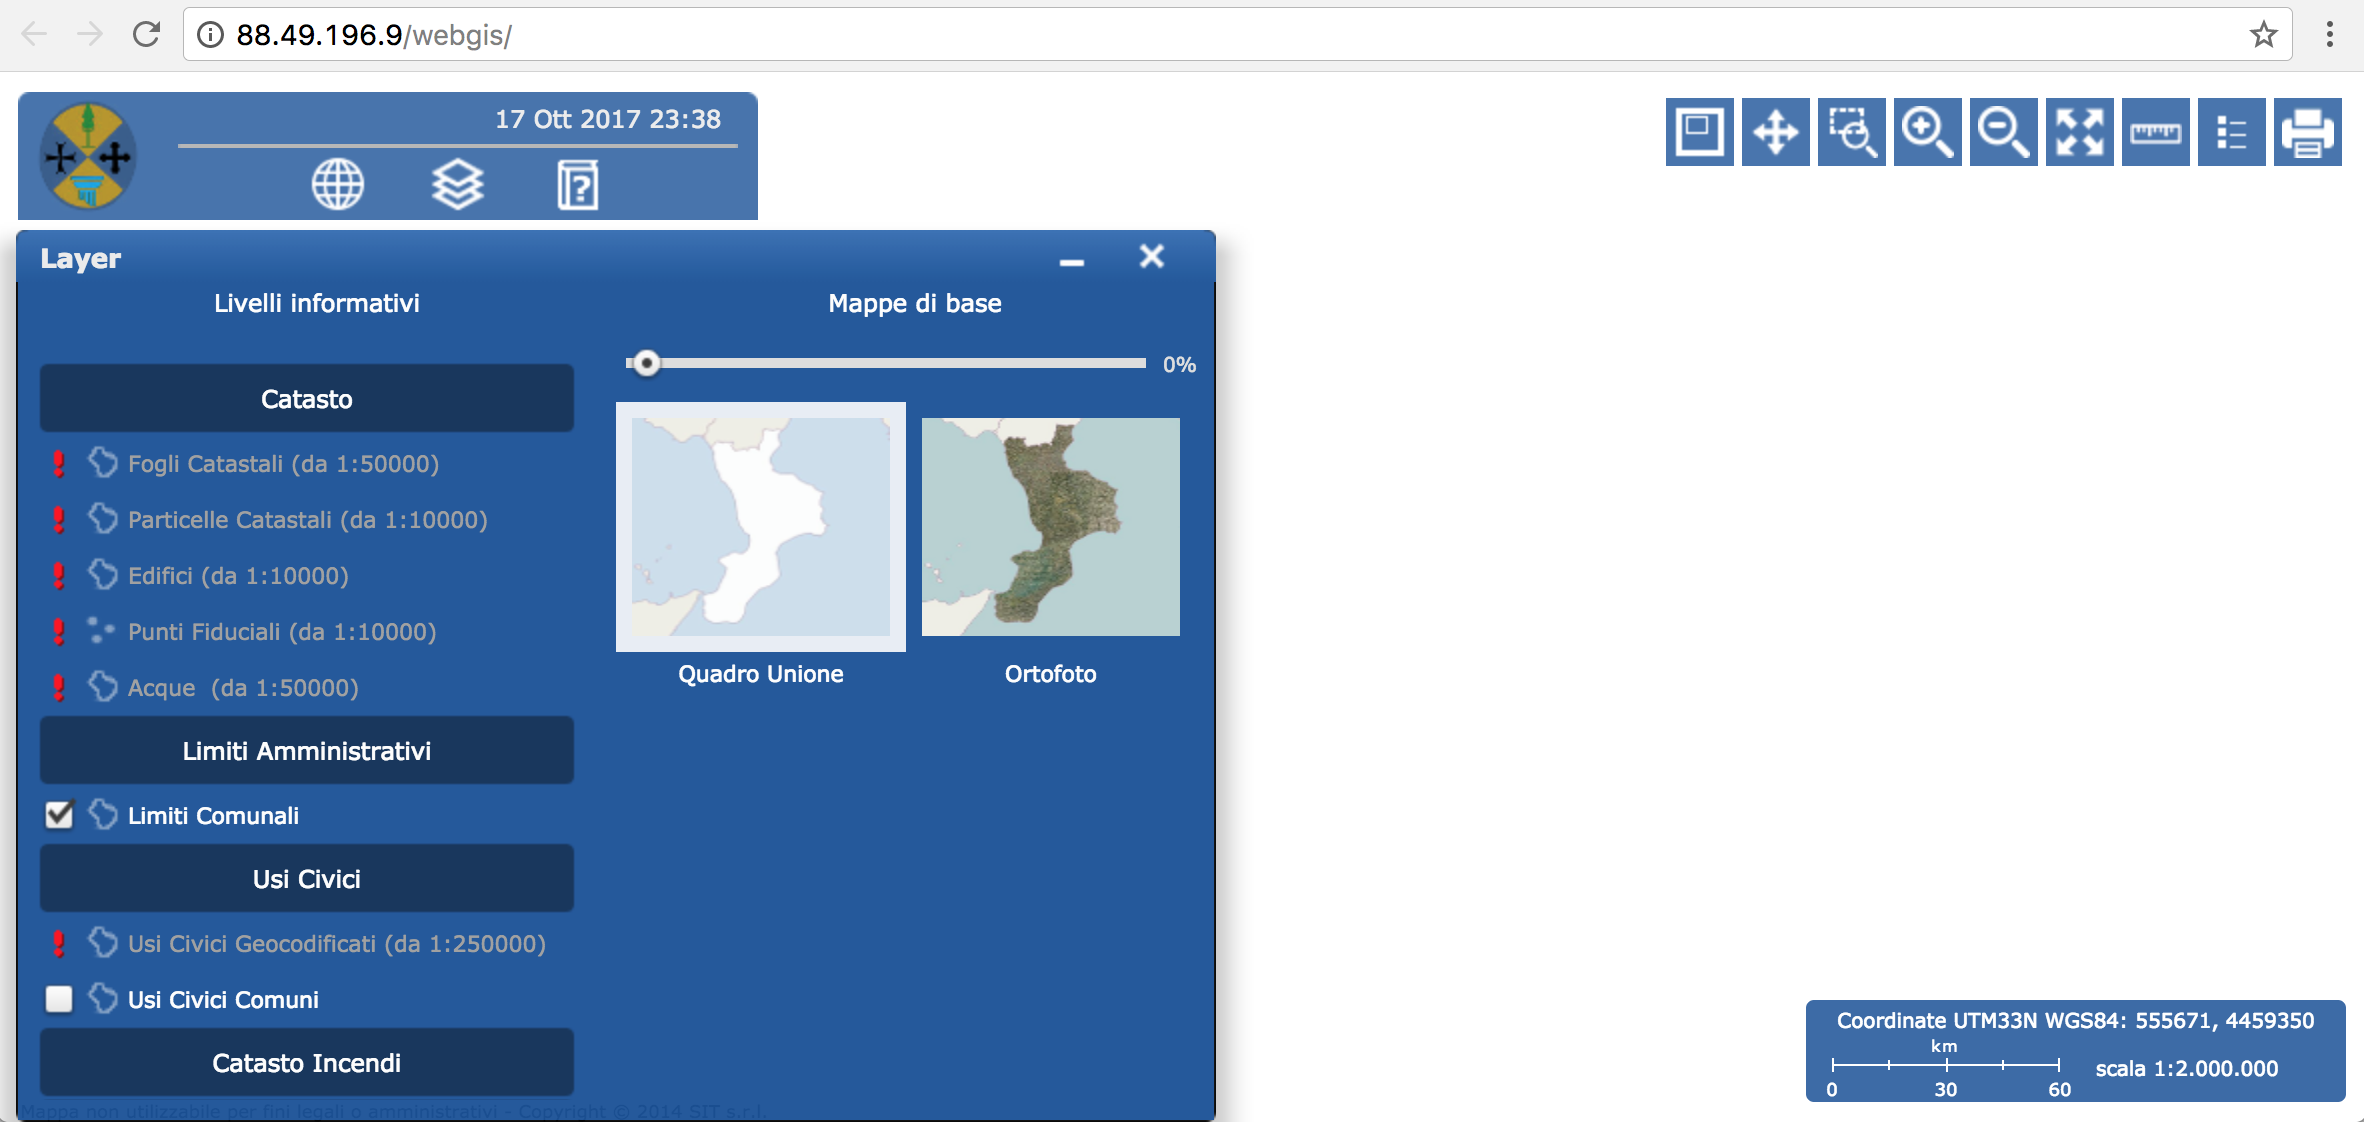 88.49.196.9/webgis/
17 Ott 2017 23:38
Layer
Livelli informativi
Mappe di base
0%
Catasto
Fogli Catastali (da 1:50000)
Particelle Catastali (da 1:10000)
Edifici (da 1:10000)
Punti Fiduciali (da 1:10000)
Acque (da 1:50000)
Quadro Unione
Ortofoto
Limiti Amministrativi
Limiti Comunali
Usi Civici
Usi Civici Geocodificati (da 1:250000)
Usi Civici Comuni
Catasto Incendi
Mappa non utilizzabile per fini legali o amministrativi - Copyright © 2014 SIT s.r.l.
Coordinate UTM33N WGS84: 555671, 4459350
km
0 30 60
scala 1:2.000.000